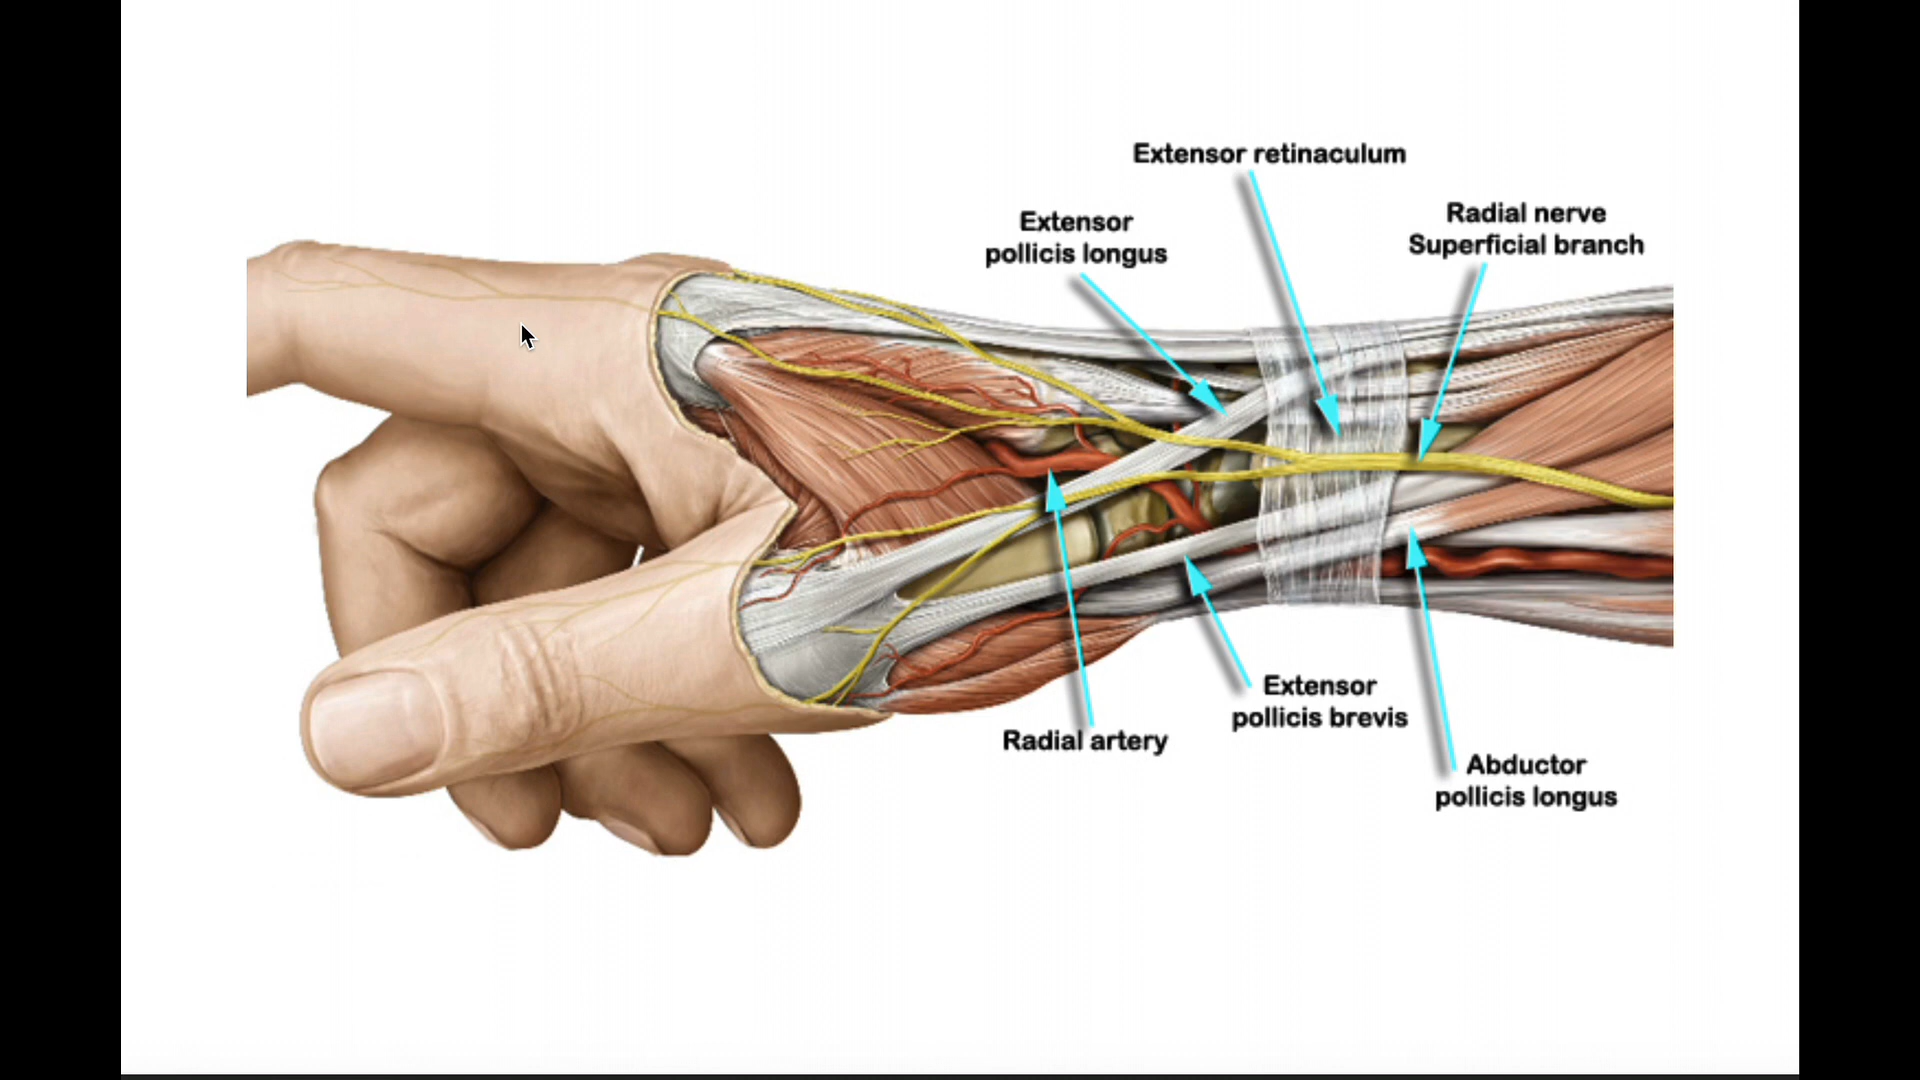 Extensor retinaculum
Extensor
pollicis longus
Radial nerve
Superficial branch
Radial artery
Extensor
pollicis brevis
Abductor
pollicis longus